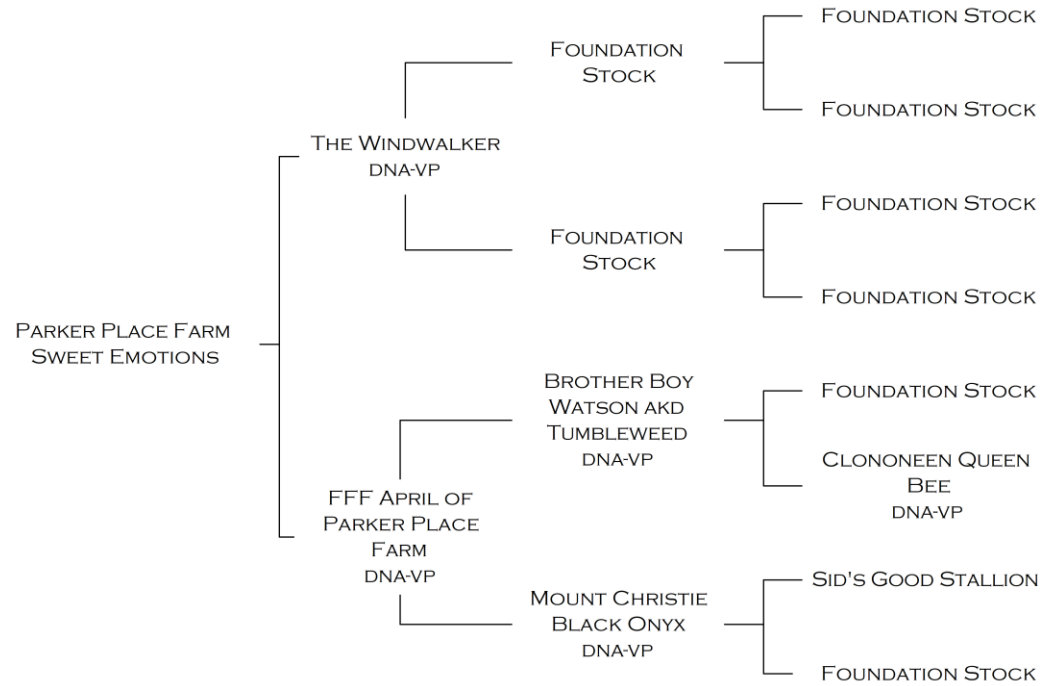 Parker Place Farm
Sweet Emotions
The Windwalker
DNA-VP
FFF April of
Parker Place
Farm
DNA-VP
Foundation
Stock
Foundation
Stock
Brother Boy
Watson akd
Tumbleweed
DNA-VP
Mount Christie
Black Onyx
DNA-VP
Foundation Stock
Foundation Stock
Foundation Stock
Foundation Stock
Foundation Stock
Clononeen Queen
Bee
DNA-VP
Sid's Good Stallion
Foundation Stock